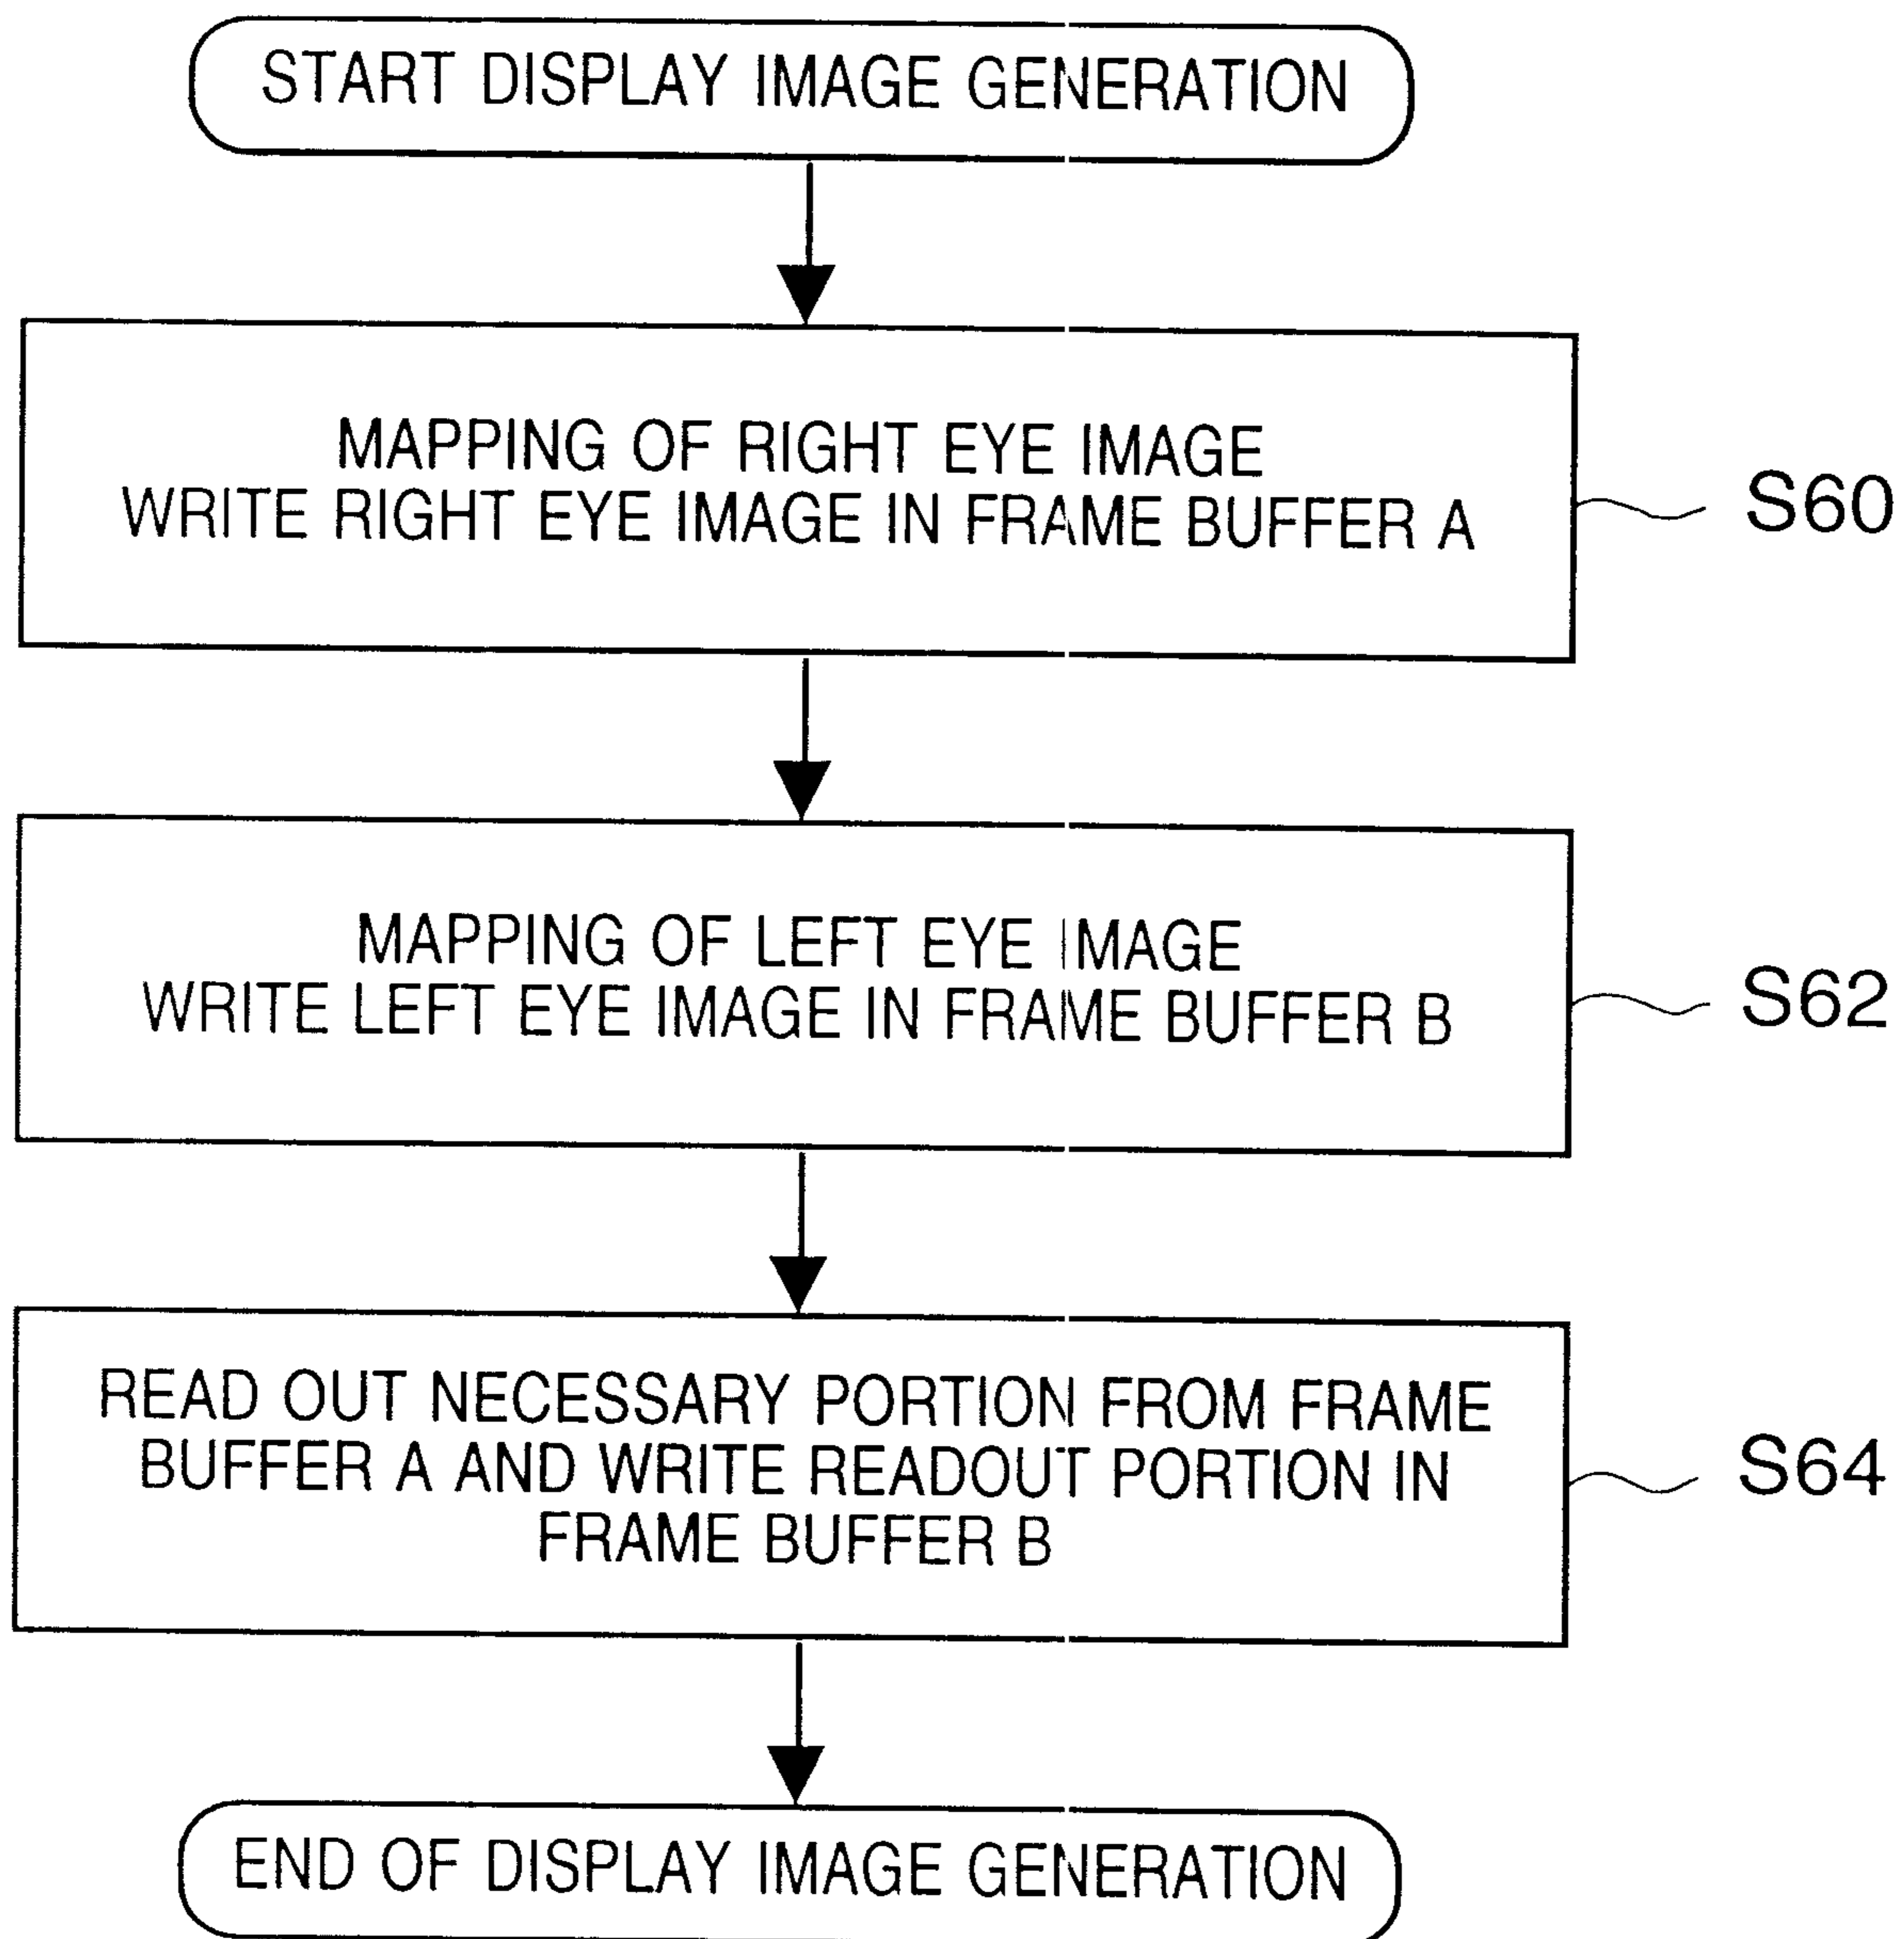 START DISPLAY IMAGE GENERATION
MAPPING OF RIGHT EYE IMAGE
WRITE RIGHT EYE IMAGE IN FRAME BUFFER A
S60
MAPPING OF LEFT EYE IMAGE
WRITE LEFT EYE IMAGE IN FRAME BUFFER B
S62
READ OUT NECESSARY PORTION FROM FRAME
BUFFER A AND WRITE READOUT PORTION IN
FRAME BUFFER B
S64
END OF DISPLAY IMAGE GENERATION